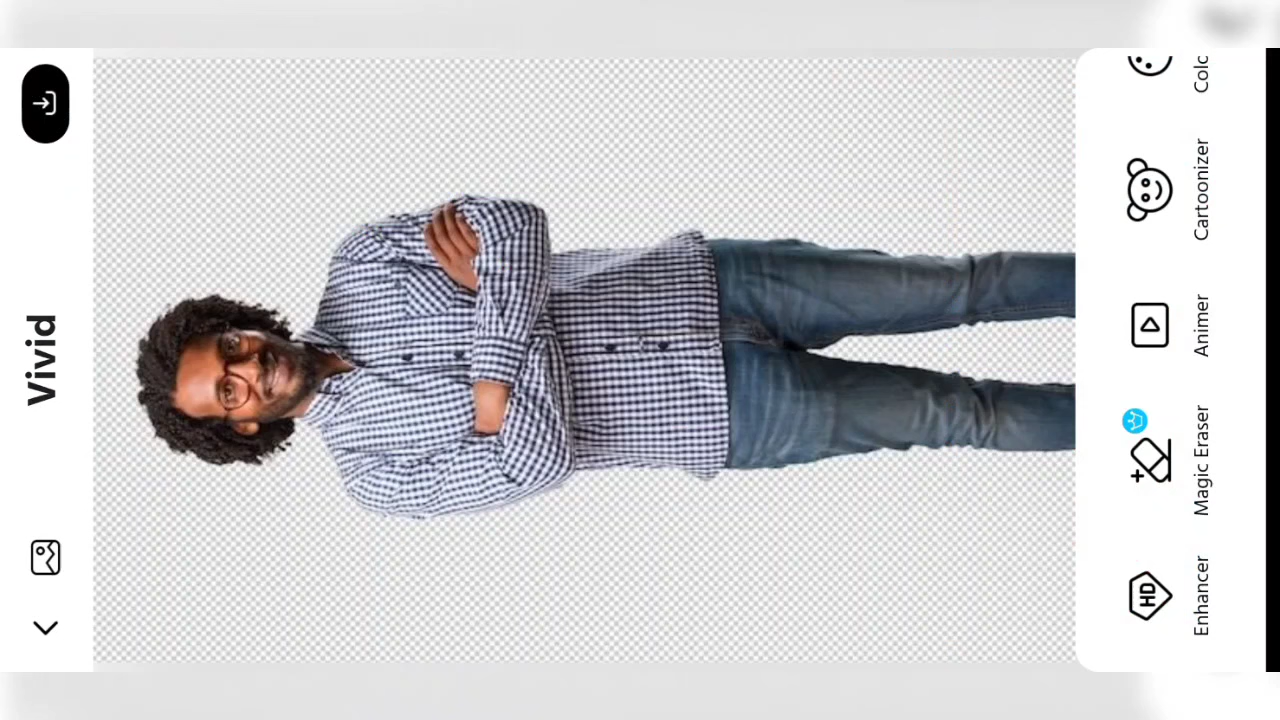 Vivid
HD
Enhancer
Magic Eraser
Animer
Cartoonizer
Colc